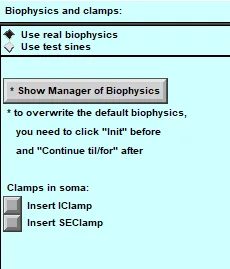 Biophysics and clamps:
Use real biophysics
Use test sines
* Show Manager of Biophysics
* to overwrite the default biophysics,
you need to click "Init" before
and "Continue til/for" after
Clamps in soma:
Insert IClamp
Insert SEClamp